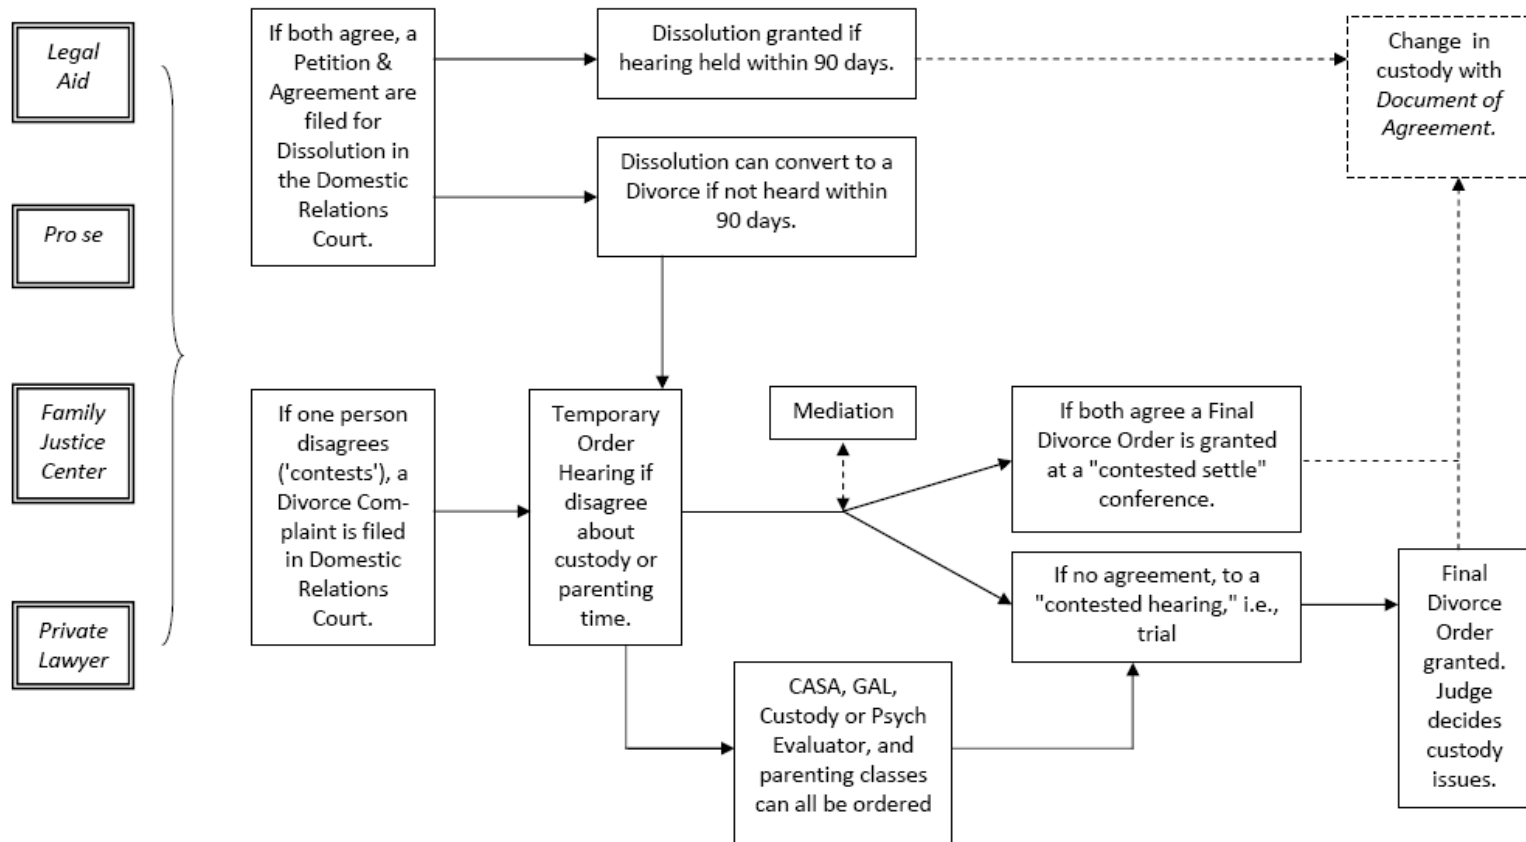 Legal
Aid
Pro se
Family
Justice
Center
Private
Lawyer
If both agree, a
Petition &
Agreement are
filed for
Dissolution in
the Domestic
Relations
Court.
Dissolution granted if
hearing held within 90 days.
Dissolution can convert to a
Divorce if not heard within
90 days.
Change in
custody with
Document of
Agreement.
If one person
disagrees
('contests'), a
Divorce Com-
plaint is filed
in Domestic
Relations
Court.
Temporary
Order
Hearing if
disagree
about
custody or
parenting
time.
Mediation
If both agree a Final
Divorce Order is granted
at a "contested settle"
conference.
If no agreement, to a
"contested hearing," i.e.,
trial
CASA, GAL,
Custody or Psych
Evaluator, and
parenting classes
can all be ordered
Final
Divorce
Order
granted.
Judge
decides
custody
issues.